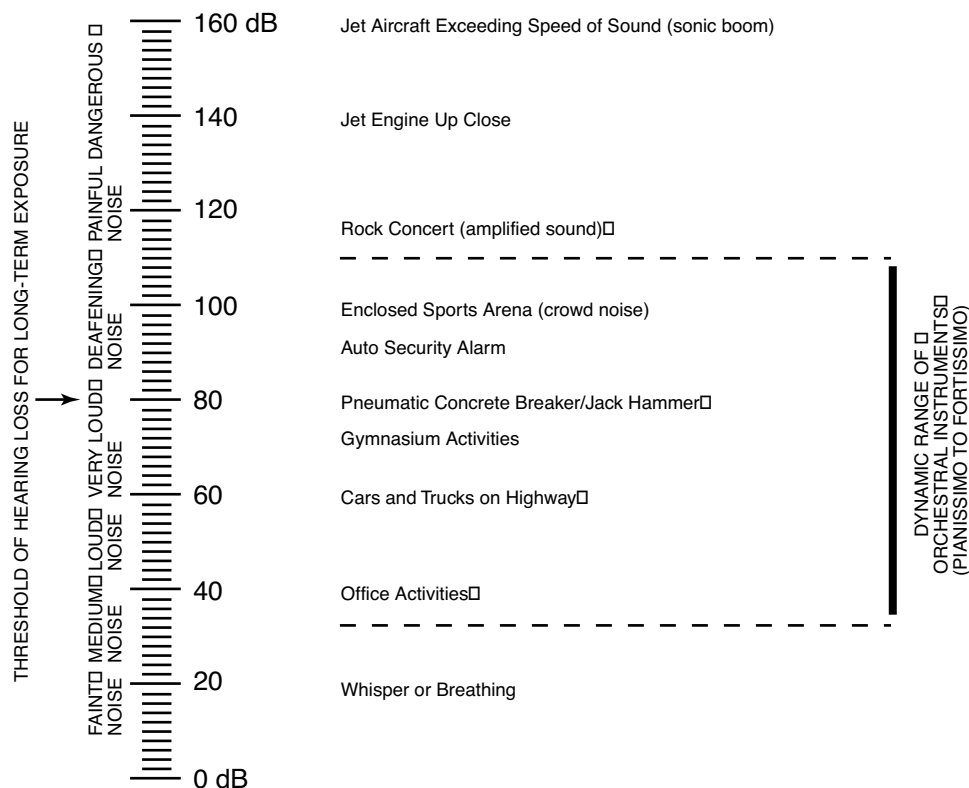 160 dB
140
120
100
80
60
40
20
0 dB
Jet Aircraft Exceeding Speed of Sound (sonic boom)
Jet Engine Up Close
Rock Concert (amplified sound)□
Enclosed Sports Arena (crowd noise)
Auto Security Alarm
Pneumatic Concrete Breaker/Jack Hammer□
Gymnasium Activities
Cars and Trucks on Highway□
Office Activities□
Whisper or Breathing
THRESHOLD OF HEARING LOSS FOR LONG-TERM EXPOSURE
FAINT□
NOISE
MEDIUM□
NOISE
LOUD□
NOISE
VERY LOUD□
NOISE
DEAFENING□
NOISE
PAINFUL DANGEROUS □
NOISE
DYNAMIC RANGE OF □
ORCHESTRAL INSTRUMENTS□
(PIANISSIMO TO FORTISSIMO)